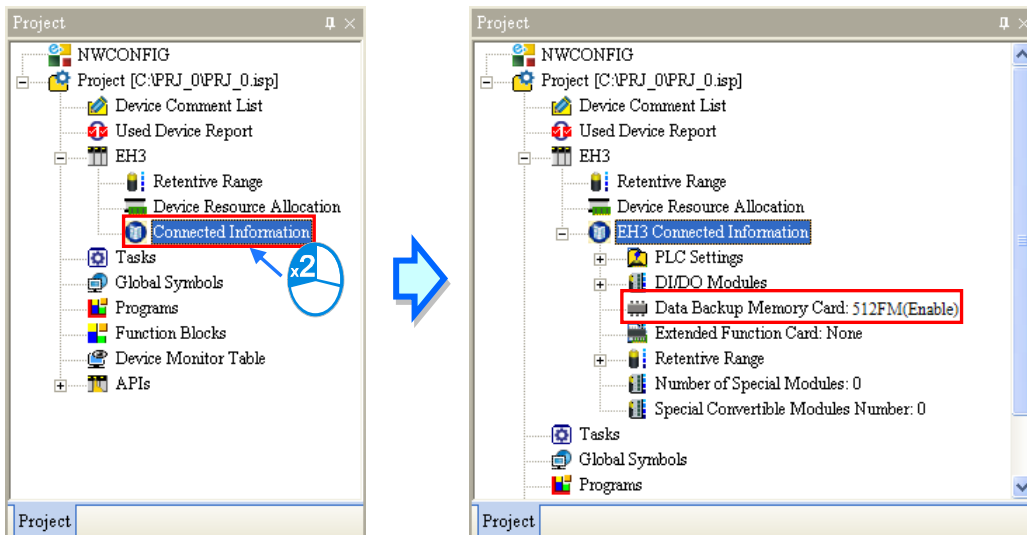 Project
NWCONFIG
Project [C:\PRJ_0\PRJ_0.isp]
Device Comment List
Used Device Report
EH3
Retentive Range
Device Resource Allocation
Connected Information
x2
Tasks
Global Symbols
Programs
Function Blocks
Device Monitor Table
APIs
Project
Project
NWCONFIG
Project [C:\PRJ_0\PRJ_0.isp]
Device Comment List
Used Device Report
EH3
Retentive Range
Device Resource Allocation
EH3 Connected Information
PLC Settings
DI/DO Modules
Data Backup Memory Card: 512FM(Enable)
Extended Function Card: None
Retentive Range
Number of Special Modules: 0
Special Convertible Modules Number: 0
Tasks
Global Symbols
Programs
Project